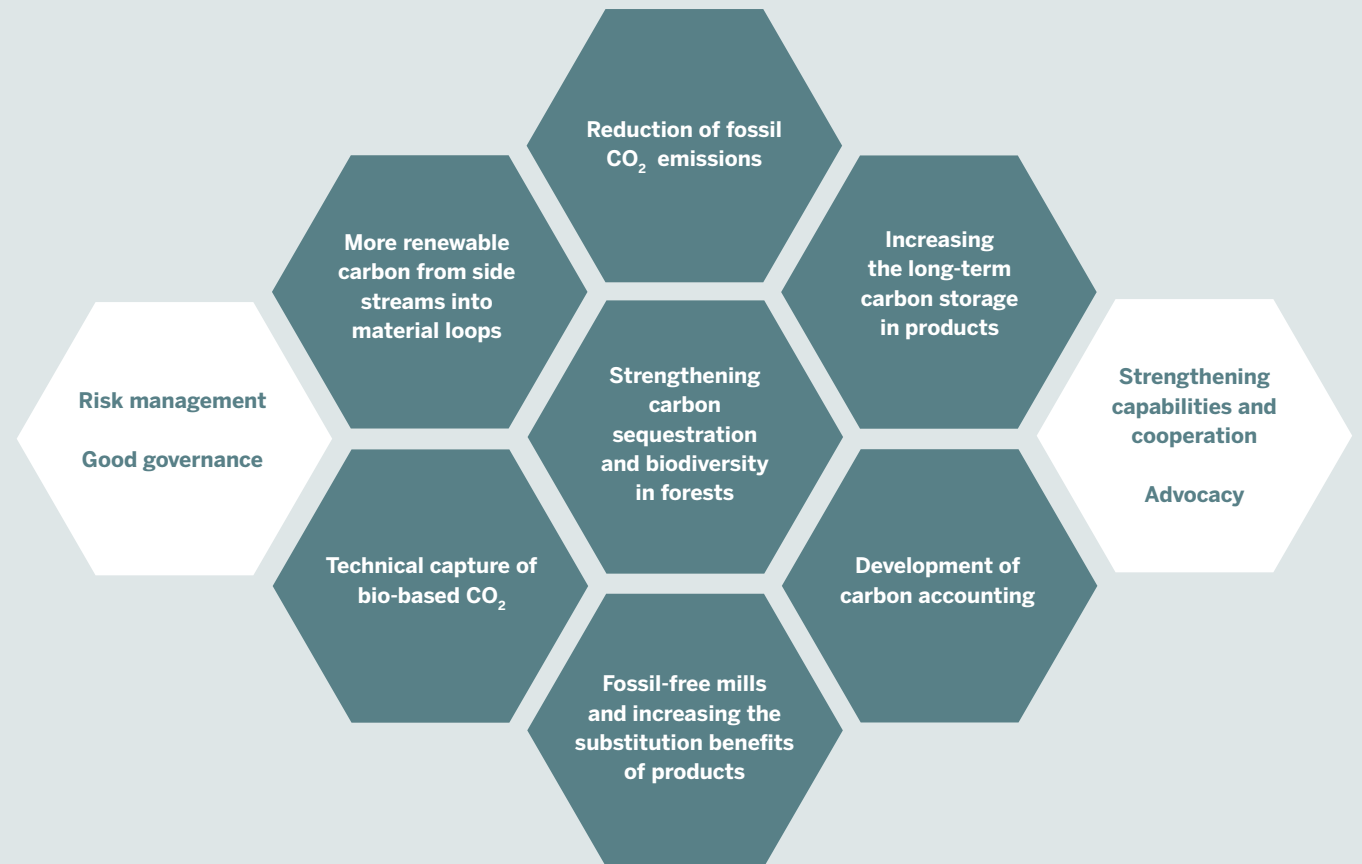 Reduction of fossil
CO₂ emissions
More renewable
carbon from side
streams into
material loops
Increasing
the long-term
carbon storage
in products
Risk management
Good governance
Strengthening
carbon
sequestration
and biodiversity
in forests
Strengthening
capabilities and
cooperation
Advocacy
Technical capture of
bio-based CO₂
Development of
carbon accounting
Fossil-free mills
and increasing the
substitution benefits
of products